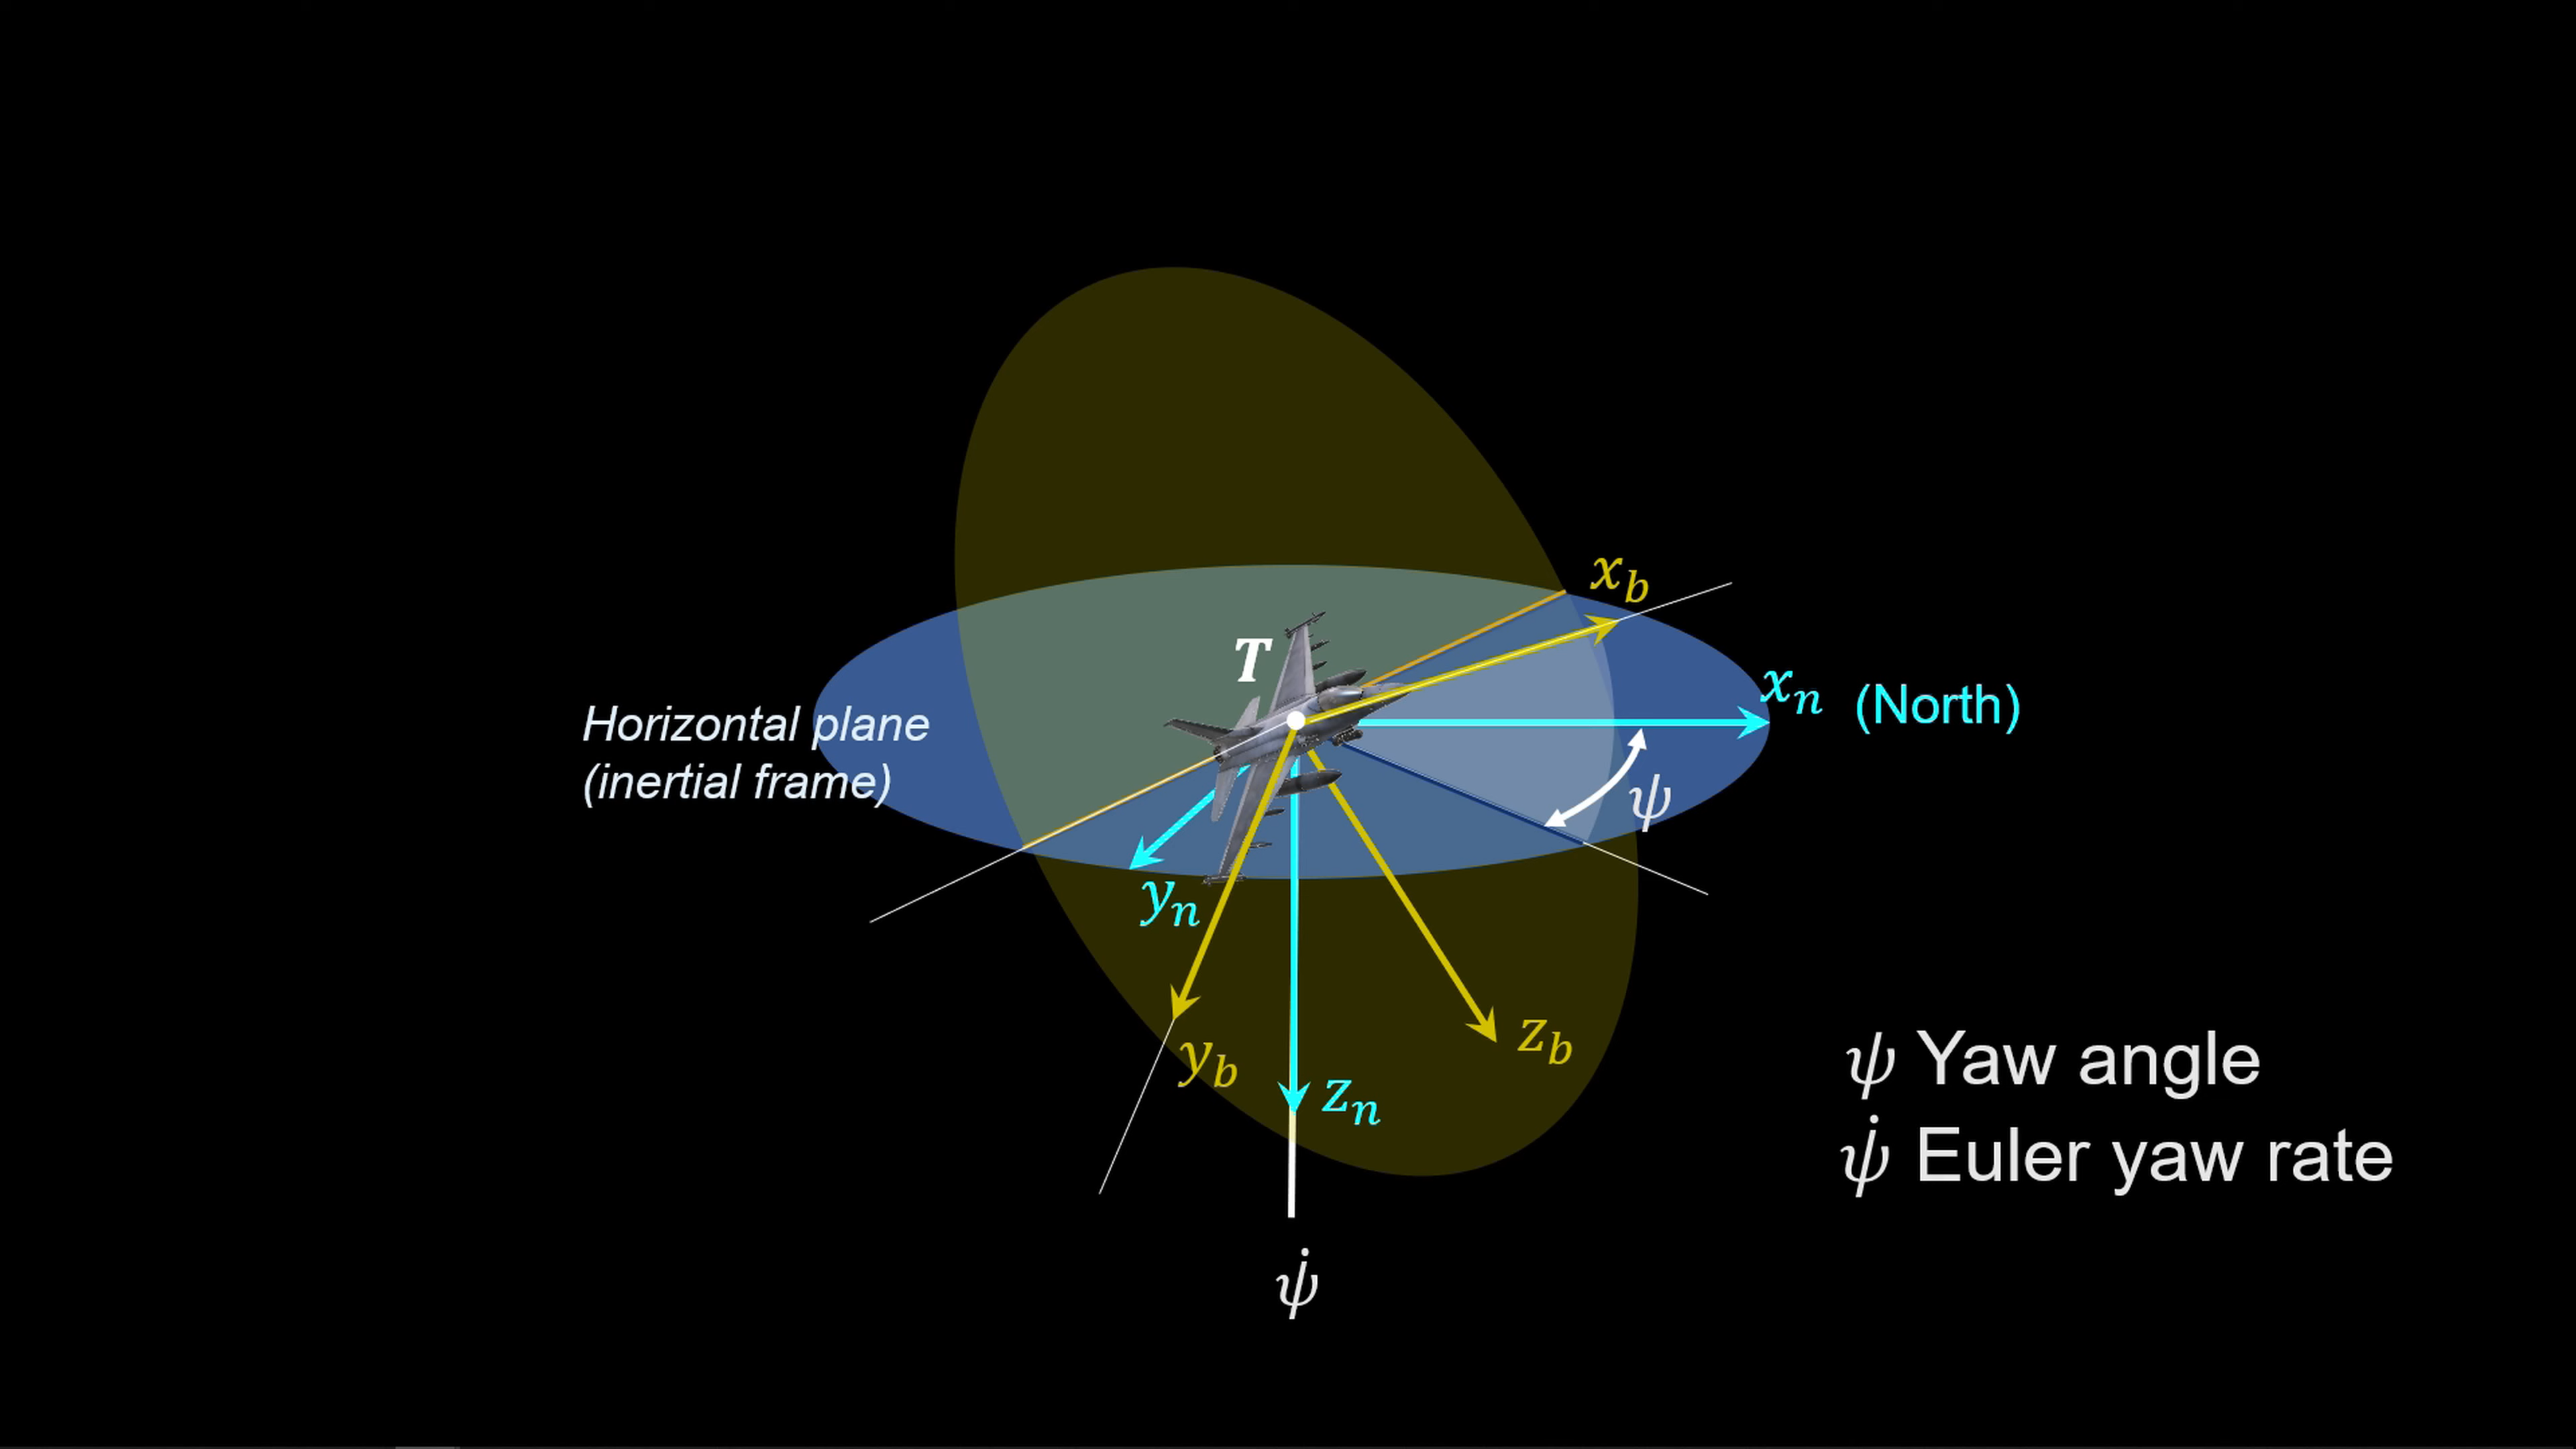 x_b
T
x_n (North)
Horizontal plane
(inertial frame)
ψ
y_n
y_b
z_b
z_n
ψ Yaw angle
ψ̇ Euler yaw rate
ψ̇